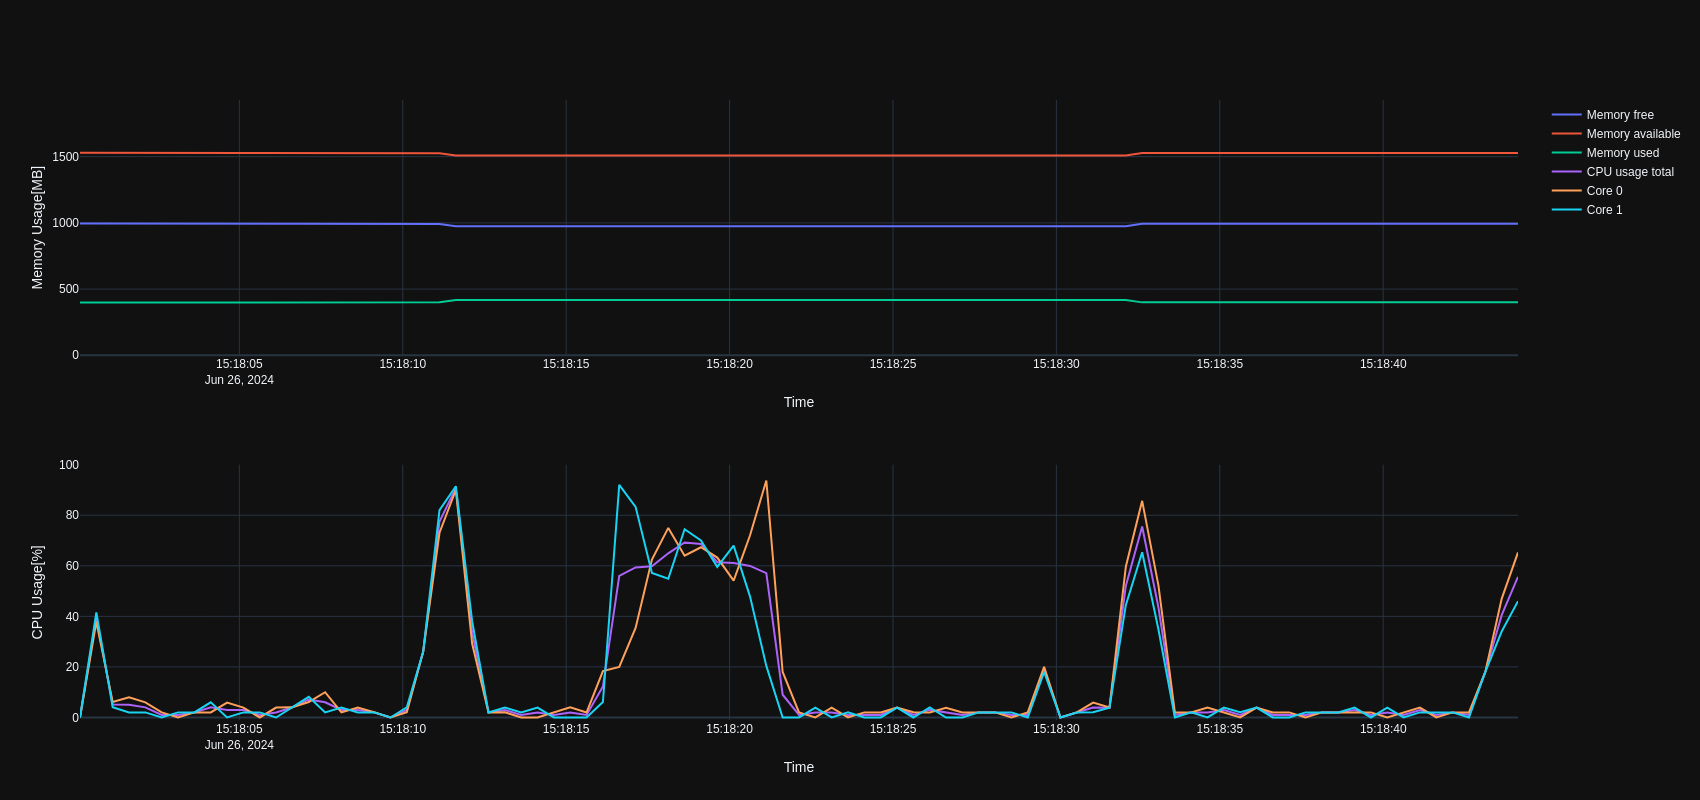 Memory free
Memory available
Memory used
CPU usage total
Core 0
Core 1
Memory Usage[MB]
1500
1000
500
0
15:18:05 15:18:10 15:18:15 15:18:20 15:18:25 15:18:30 15:18:35 15:18:40
Jun 26, 2024
Time
CPU Usage[%]
100
80
60
40
20
0
15:18:05 15:18:10 15:18:15 15:18:20 15:18:25 15:18:30 15:18:35 15:18:40
Jun 26, 2024
Time